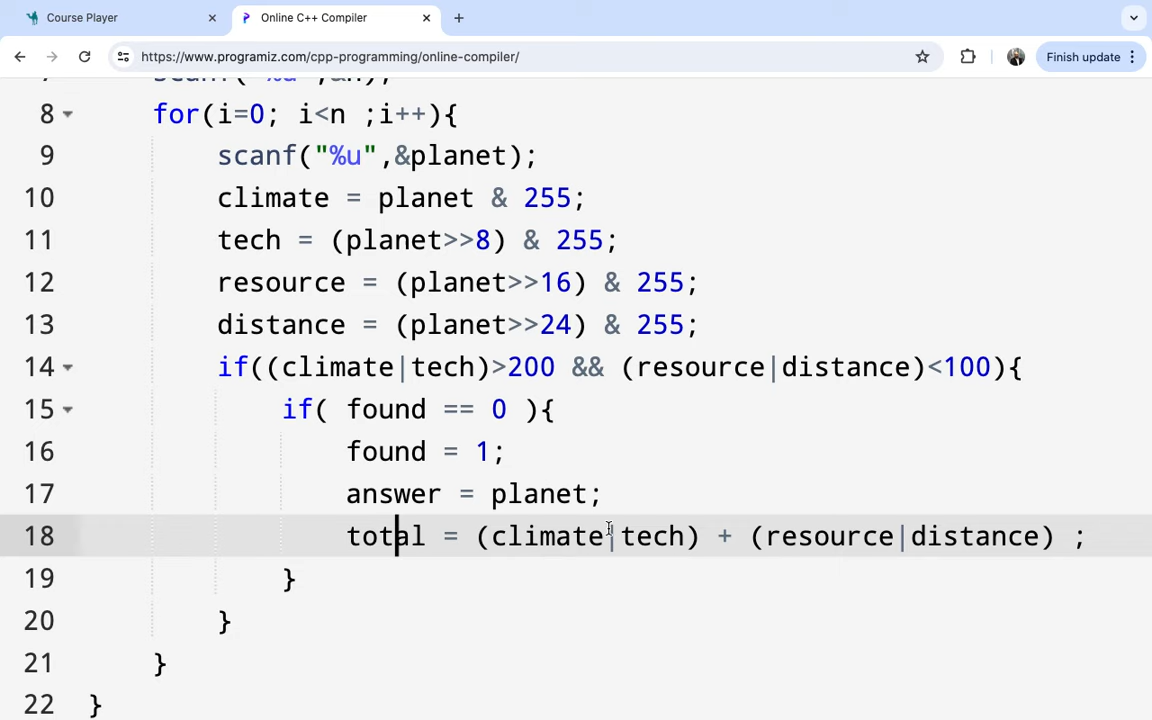 Course Player
Online C++ Compiler
https://www.programiz.com/cpp-programming/online-compiler/
Finish update
8 for(i=0; i<n ;i++){
9 scanf("%u",&planet);
10 climate = planet & 255;
11 tech = (planet>>8) & 255;
12 resource = (planet>>16) & 255;
13 distance = (planet>>24) & 255;
14 if((climate|tech)>200 && (resource|distance)<100){
15 if( found == 0 ){
16 found = 1;
17 answer = planet;
18 total = (climate|tech) + (resource|distance) ;
19 }
20 }
21 }
22 }